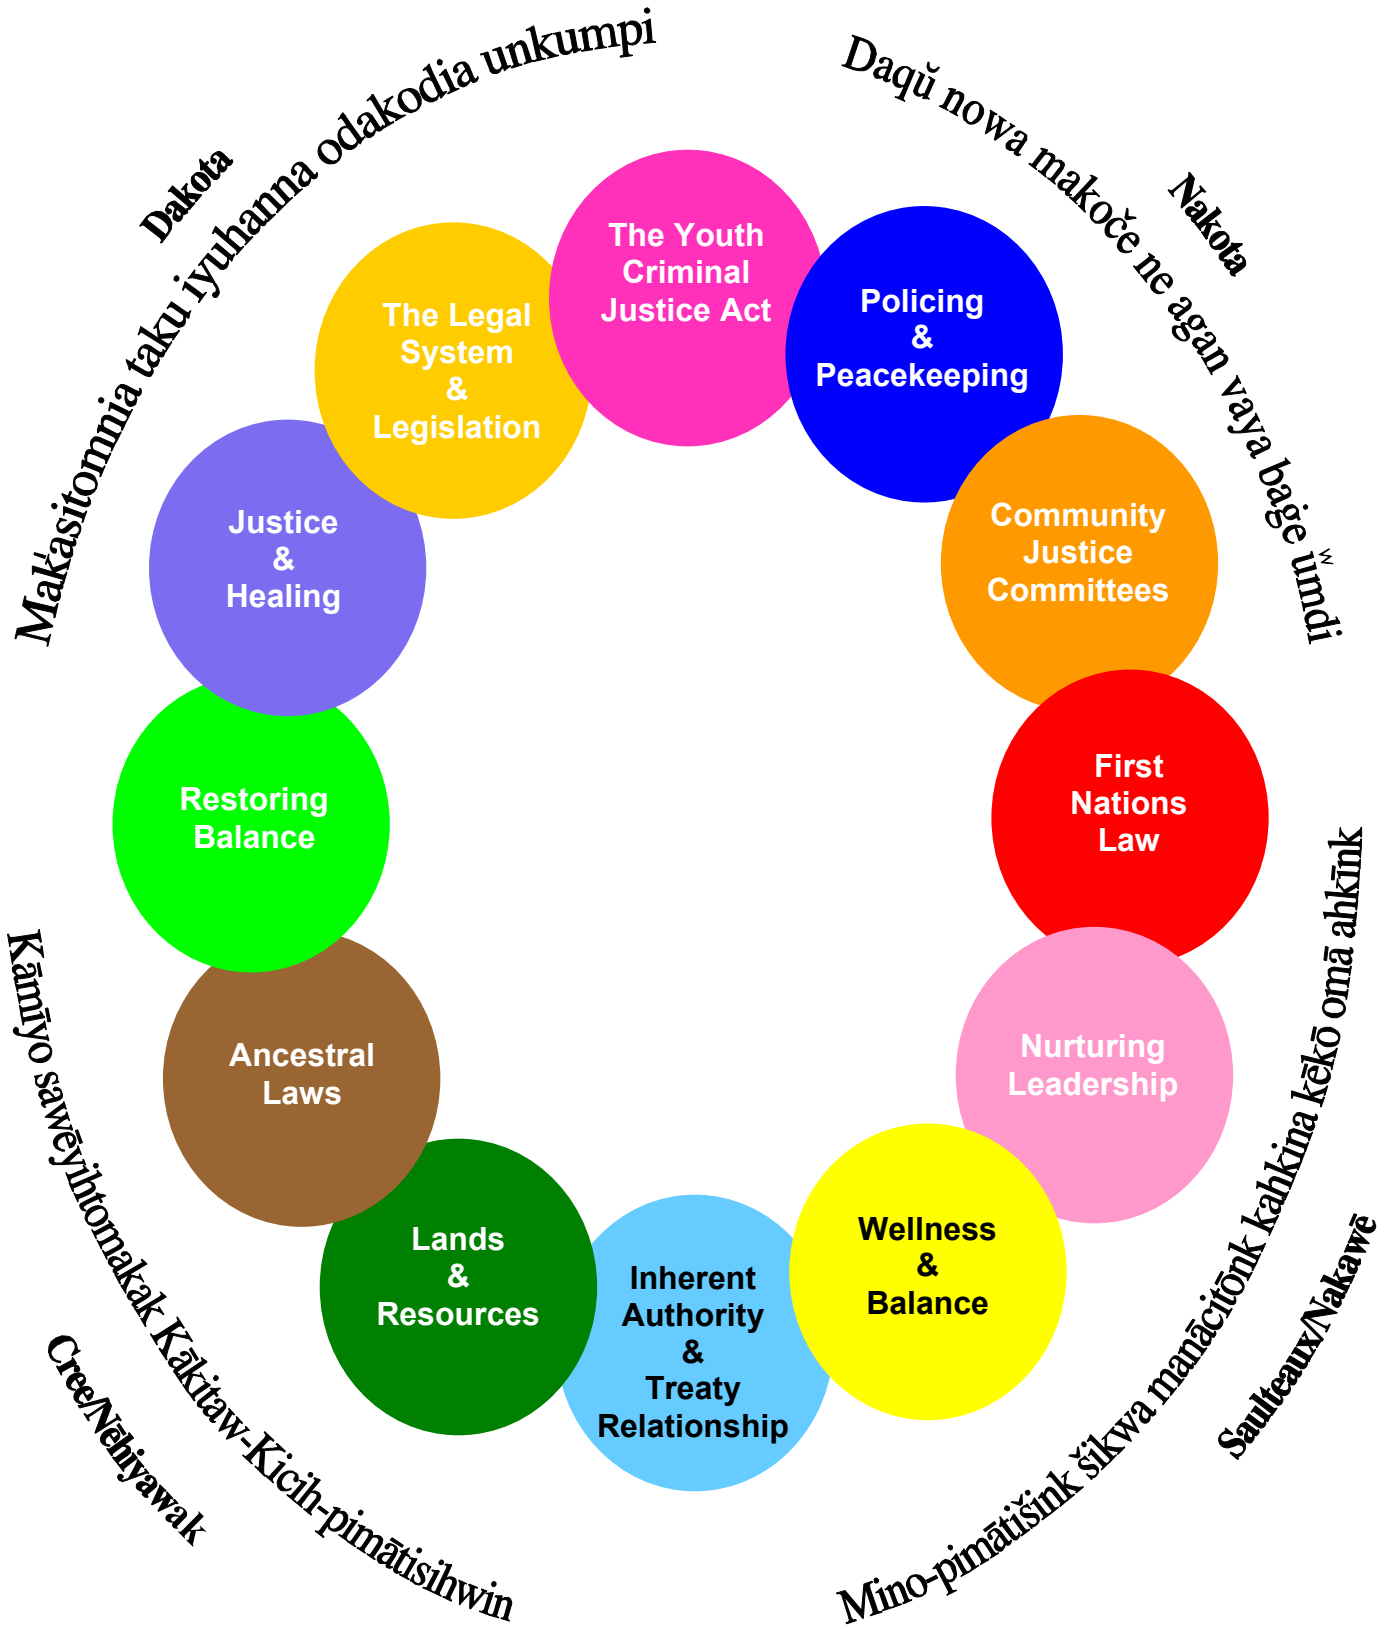 Makʼasitomnia taku iyuhanna odakodia unkumpi
Dakota
Daqŭ nowa makoče ne agan vaya baġe ưmdi
w
Nakota
The Youth
Criminal
Justice Act
Policing
&
Peacekeeping
Community
Justice
Committees
First
Nations
Law
Nurturing
Leadership
Wellness
&
Balance
Inherent
Authority
&
Treaty
Relationship
Lands
&
Resources
Ancestral
Laws
Restoring
Balance
Justice
&
Healing
The Legal
System
&
Legislation
Kāmīyo sawēyihtomakak Kākitaw-Kicih-pimātisihwin
Cree/Nēhiyawak
Mino-pimātišink šikwa manācitōnk kahkina kēkō omā ahkīnk
Saulteaux/Nakawē